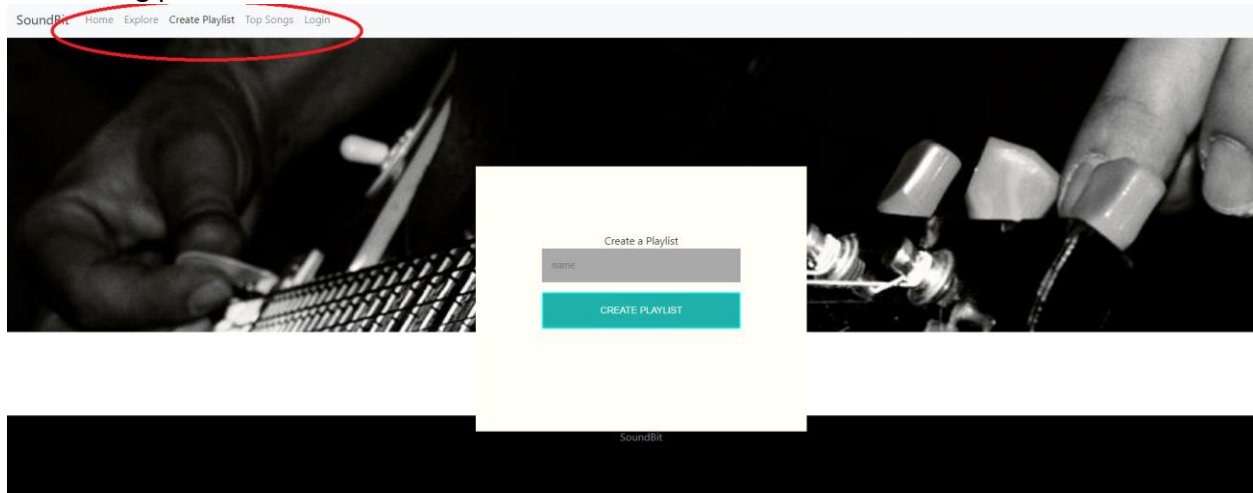 SoundBit Home Explore Create Playlist Top Songs Login
Create a Playlist
name
CREATE PLAYLIST
SoundBit